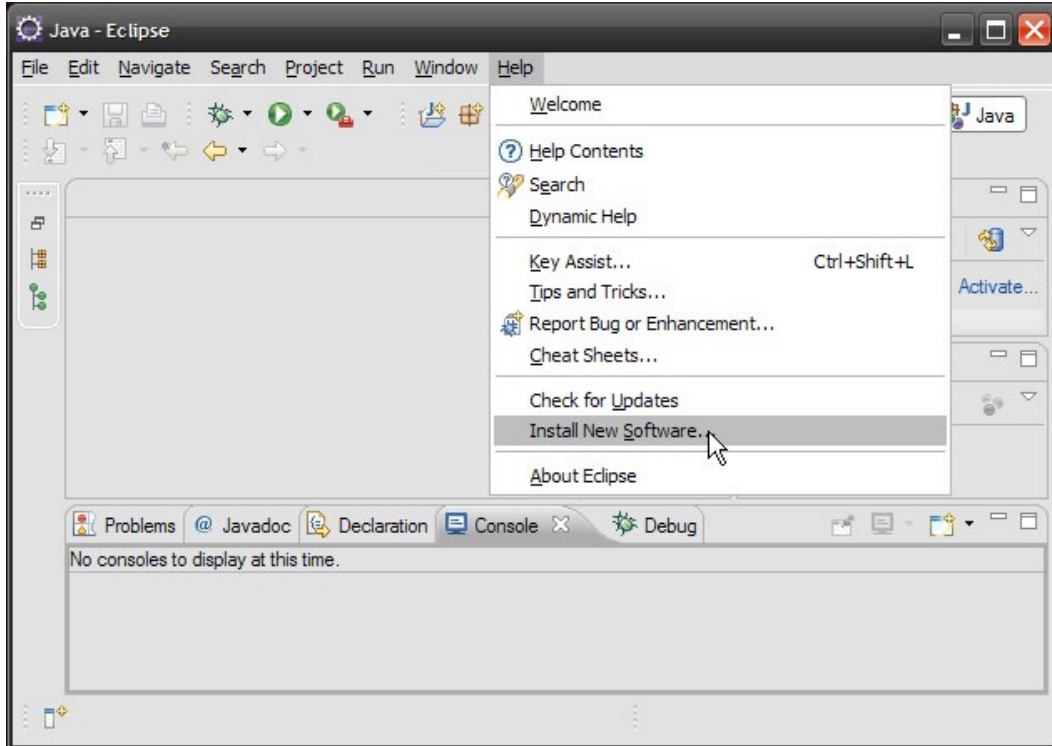 Java - Eclipse
File Edit Navigate Search Project Run Window Help
Welcome
Java
Help Contents
Search
Dynamic Help
Key Assist... Ctrl+Shift+L
Activate...
Tips and Tricks...
Report Bug or Enhancement...
Cheat Sheets...
Check for Updates
Install New Software...
About Eclipse
Problems @ Javadoc Declaration Console Debug
No consoles to display at this time.